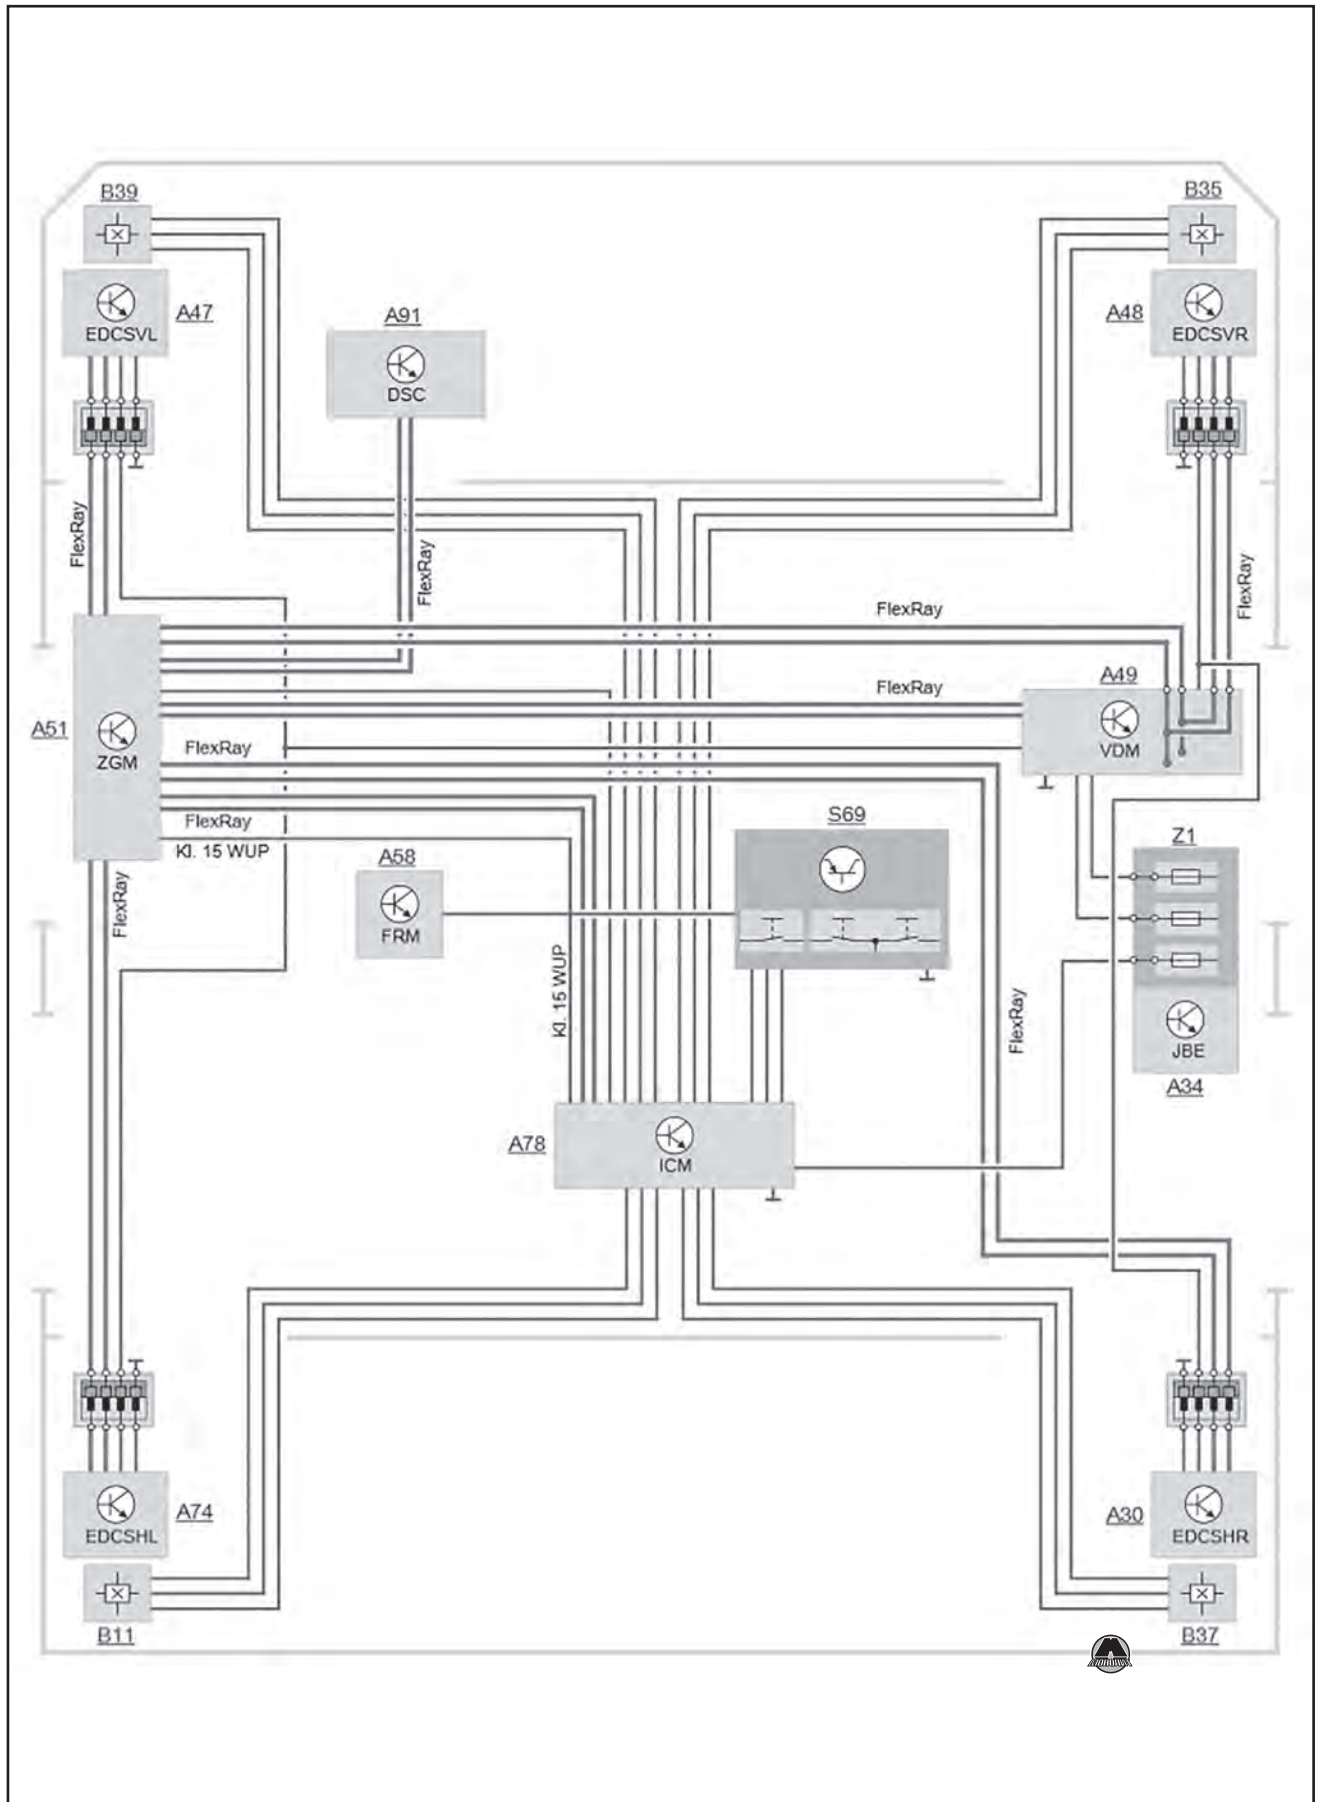 B39
B35
A47
EDCSVL
A91
DSC
A48
EDCSVR
FlexRay
FlexRay
FlexRay
FlexRay
FlexRay
A49
VDM
A51
ZGM
FlexRay
FlexRay
Kl. 15 WUP
S69
Z1
A58
FRM
FlexRay
Kl. 15 WUP
FlexRay
JBE
A34
A78
ICM
A74
EDCSHL
A30
EDCSHR
B11
B37